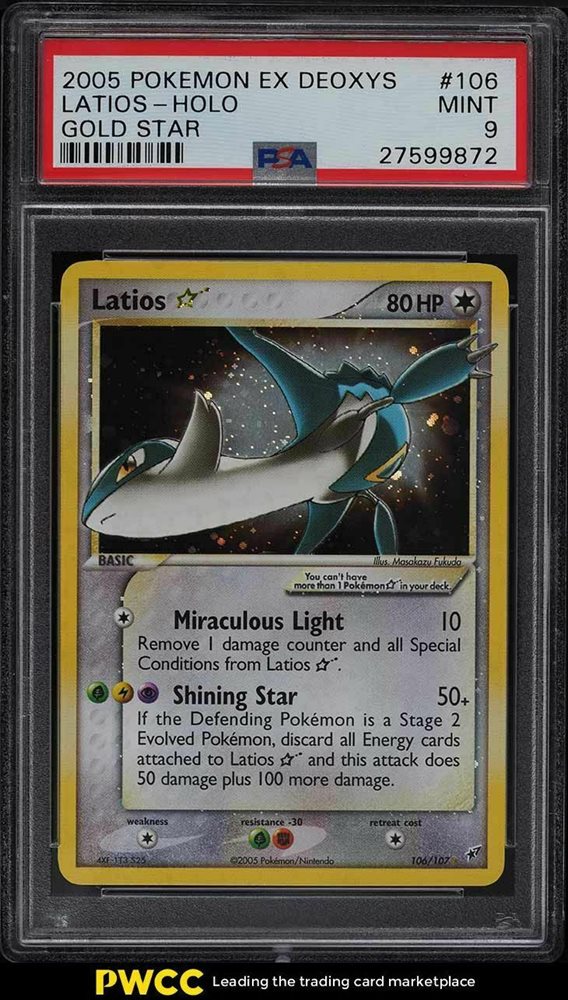 2005 POKEMON EX DEOXYS #106
LATIOS-HOLO MINT
GOLD STAR 9
PSA 27599872
Latios ☆ 80 HP
BASIC Illus. Masakazu Fukuda
You can't have
more than 1 Pokémon☆ in your deck.
Miraculous Light 10
Remove 1 damage counter and all Special
Conditions from Latios ☆.
Shining Star 50+
If the Defending Pokémon is a Stage 2
Evolved Pokémon, discard all Energy cards
attached to Latios ☆ and this attack does
50 damage plus 100 more damage.
weakness resistance -30 retreat cost
4XF-1T3 S25 ©2005 Pokémon/Nintendo 106/107
PWCC Leading the trading card marketplace